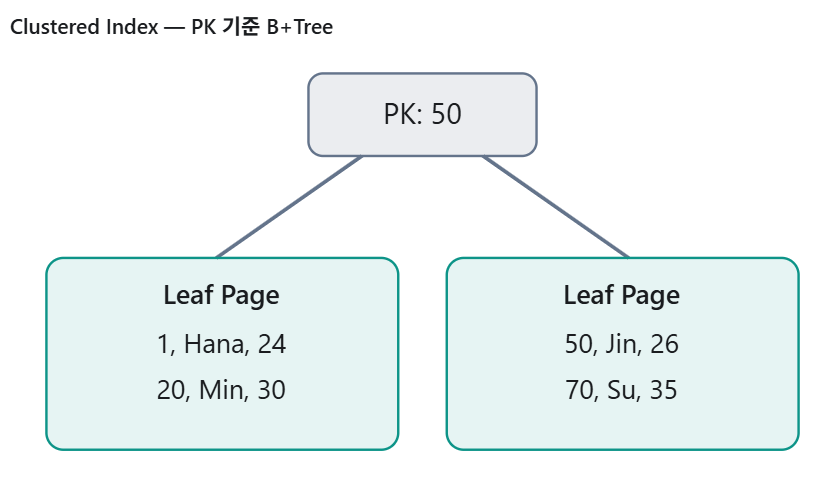 Clustered Index — PK 기준 B+Tree
PK: 50
Leaf Page
1, Hana, 24
20, Min, 30
Leaf Page
50, Jin, 26
70, Su, 35